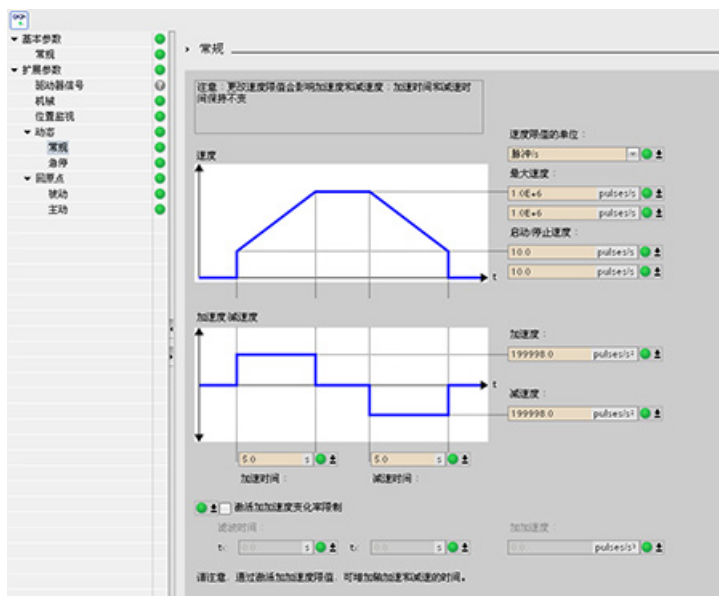 基本参数
常规
扩展参数
驱动器信号
机械
位置监视
动态
常规
急停
回原点
被动
主动
常规
注意：更改速度限值会影响加速度和减速度；加速时间和减速时
间保持不变
速度限值的单位：
脉冲/s
速度
最大速度：
1.0E+6 pulses/s
1.0E+6 pulses/s
启动/停止速度：
10.0 pulses/s
10.0 pulses/s
t
加速度/减速度
加速度：
199998.0 pulses/s²
t
减速度：
199998.0 pulses/s²
5.0 s 5.0 s
加速时间： 减速时间：
激活加加速度变化率限制
滤波时间： 加加速度：
t: 0.0 s t: 0.0 s 0.0 pulses/s³
请注意，通过激活加加速度限值，可增加轴加速和减速的时间。